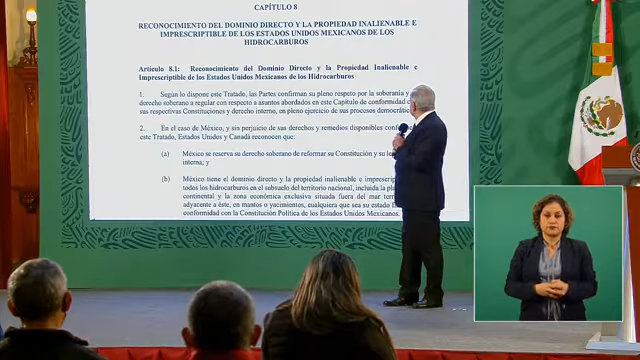 CAPÍTULO 8
RECONOCIMIENTO DEL DOMINIO DIRECTO Y LA PROPIEDAD INALIENABLE E
IMPRESCRIPTIBLE DE LOS ESTADOS UNIDOS MEXICANOS DE LOS
HIDROCARBUROS
Artículo 8.1: Reconocimiento del Dominio Directo y la Propiedad Inalienable e
Imprescriptible de los Estados Unidos Mexicanos de los Hidrocarburos
1. Según lo dispone este Tratado, las Partes confirman su pleno respeto por la soberanía y
derecho soberano a regular con respecto a asuntos abordados en este Capítulo de conformidad
sus respectivas Constituciones y derecho interno, en pleno ejercicio de sus procesos democrátic
2. En el caso de México, y sin perjuicio de sus derechos y remedios disponibles conform
este Tratado, Estados Unidos y Canadá reconocen que:
(a) México se reserva su derecho soberano de reformar su Constitución y su le
interna; y
(b) México tiene el dominio directo y la propiedad inalienable e imprescrip
todos los hidrocarburos en el subsuelo del territorio nacional, incluida la pla
continental y la zona económica exclusiva situada fuera del mar terr
adyacente a éste, en mantos o yacimientos, cualquiera que sea su estado
conformidad con la Constitución Política de los Estados Unidos Mexicanos.